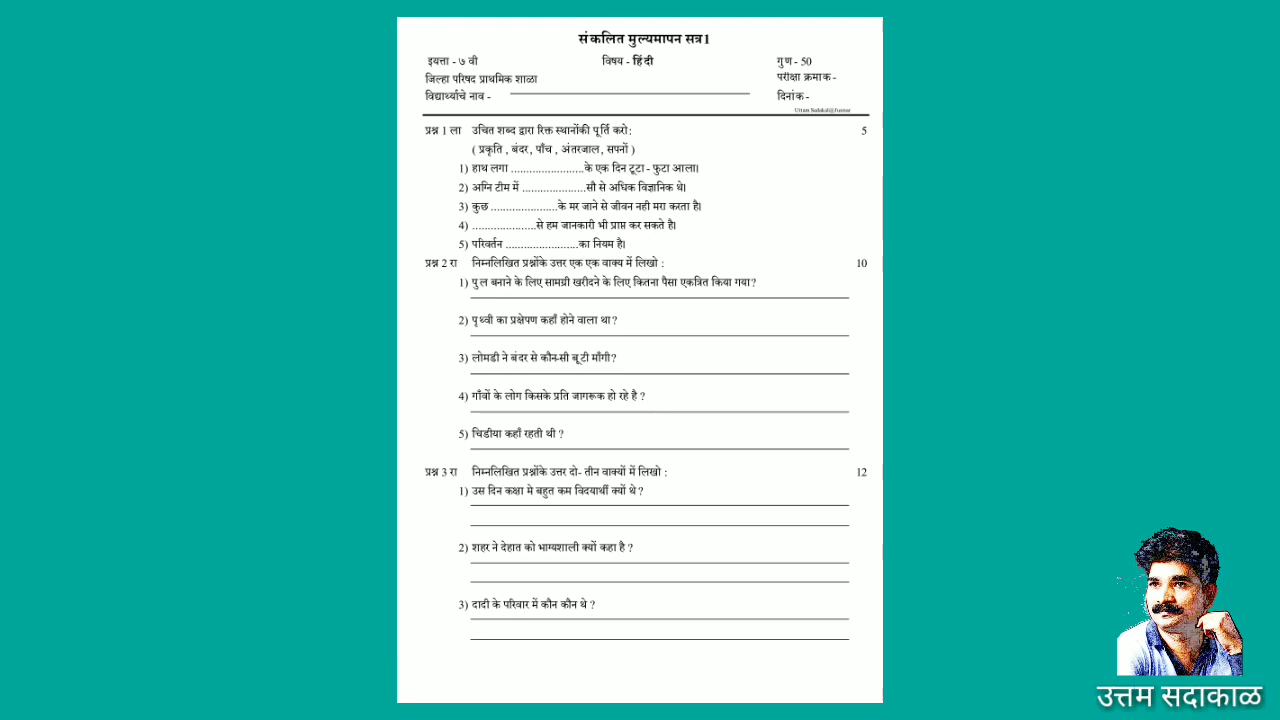 संकलित मुल्यमापन सत्र1
इयत्ता - ७ वी विषय - हिंदी गुण - 50
जिल्हा परिषद प्राथमिक शाळा परीक्षा क्रमाक -
विद्यार्थ्याचे नाव - दिनांक -
Uttam Sadakal@Junnar
प्रश्न 1 ला उचित शब्द द्वारा रिक्त स्थानोंकी पूर्ति करो: 5
( प्रकृति , बंदर, पाँच , अंतरजाल, सपनों )
1) हाथ लगा ........................के एक दिन टूटा - फुटा आला।
2) अग्नि टीम में .....................सौ से अधिक विज्ञानिक थे।
3) कुछ ......................के मर जाने से जीवन नही मरा करता है।
4) .....................से हम जानकारी भी प्राप्त कर सकते है।
5) परिवर्तन ........................का नियम है।
प्रश्न 2 रा निम्नलिखित प्रश्नोंके उत्तर एक एक वाक्य में लिखो : 10
1) पुल बनाने के लिए सामग्री खरीदने के लिए कितना पैसा एकत्रित किया गया?
2) पृथ्वी का प्रक्षेपण कहाँ होने वाला था?
3) लोमडी ने बंदर से कौन-सी बूटी माँगी?
4) गाँवों के लोग किसके प्रति जागरूक हो रहे है ?
5) चिडीया कहाँ रहती थी ?
प्रश्न 3 रा निम्नलिखित प्रश्नोंके उत्तर दो- तीन वाक्यों में लिखो : 12
1) उस दिन कक्षा मे बहुत कम विदयार्थी क्यों थे ?
2) शहर ने देहात को भाग्यशाली क्यों कहा है ?
3) दादी के परिवार में कौन कौन थे ?
उत्तम सदाकाळ